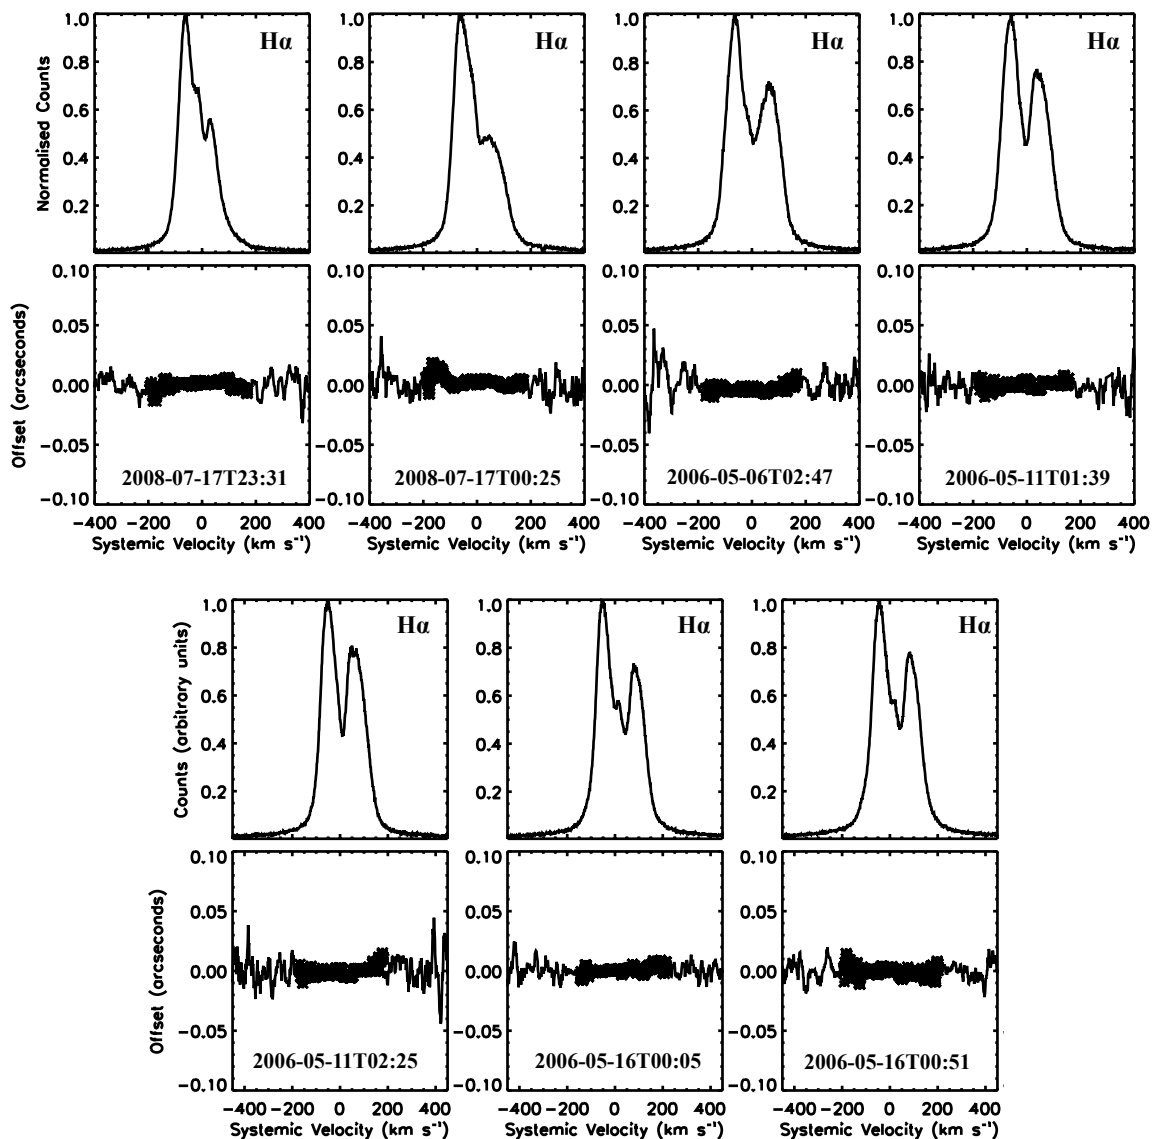 Normalised Counts
1.0
0.8
0.6
0.4
0.2
Hα
1.0
0.8
0.6
0.4
0.2
Hα
1.0
0.8
0.6
0.4
0.2
Hα
1.0
0.8
0.6
0.4
0.2
Hα
Offset (arcseconds)
0.10
0.05
0.00
−0.05
−0.10
2008-07-17T23:31
−400 −200 0 200 400
Systemic Velocity (km s⁻¹)
0.10
0.05
0.00
−0.05
−0.10
2008-07-17T00:25
−400 −200 0 200 400
Systemic Velocity (km s⁻¹)
0.10
0.05
0.00
−0.05
−0.10
2006-05-06T02:47
−400 −200 0 200 400
Systemic Velocity (km s⁻¹)
0.10
0.05
0.00
−0.05
−0.10
2006-05-11T01:39
−400 −200 0 200 400
Systemic Velocity (km s⁻¹)
Counts (arbitrary units)
1.0
0.8
0.6
0.4
0.2
Hα
1.0
0.8
0.6
0.4
0.2
Hα
1.0
0.8
0.6
0.4
0.2
Hα
Offset (arcseconds)
0.10
0.05
0.00
−0.05
−0.10
2006-05-11T02:25
−400 −200 0 200 400
Systemic Velocity (km s⁻¹)
0.10
0.05
0.00
−0.05
−0.10
2006-05-16T00:05
−400 −200 0 200 400
Systemic Velocity (km s⁻¹)
0.10
0.05
0.00
−0.05
−0.10
2006-05-16T00:51
−400 −200 0 200 400
Systemic Velocity (km s⁻¹)